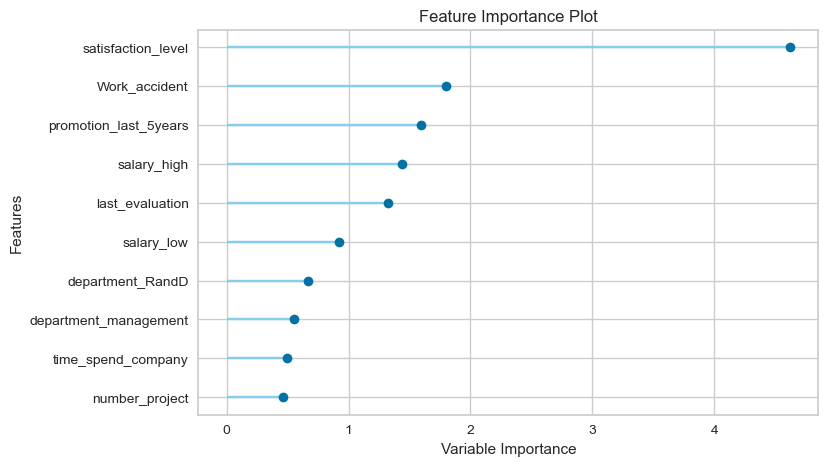 Feature Importance Plot
Features
satisfaction_level
Work_accident
promotion_last_5years
salary_high
last_evaluation
salary_low
department_RandD
department_management
time_spend_company
number_project
0 1 2 3 4
Variable Importance